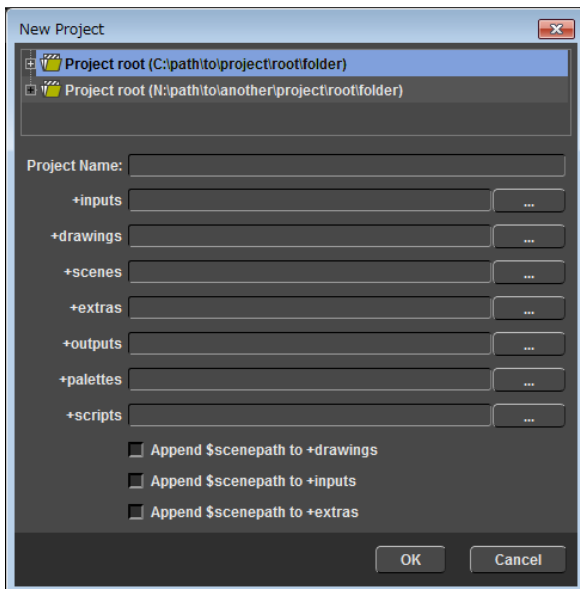 New Project
Project root (C:\path\to\project\root\folder)
Project root (N:\path\to\another\project\root\folder)
Project Name:
+inputs ...
+drawings ...
+scenes ...
+extras ...
+outputs ...
+palettes ...
+scripts ...
Append $scenepath to +drawings
Append $scenepath to +inputs
Append $scenepath to +extras
OK Cancel